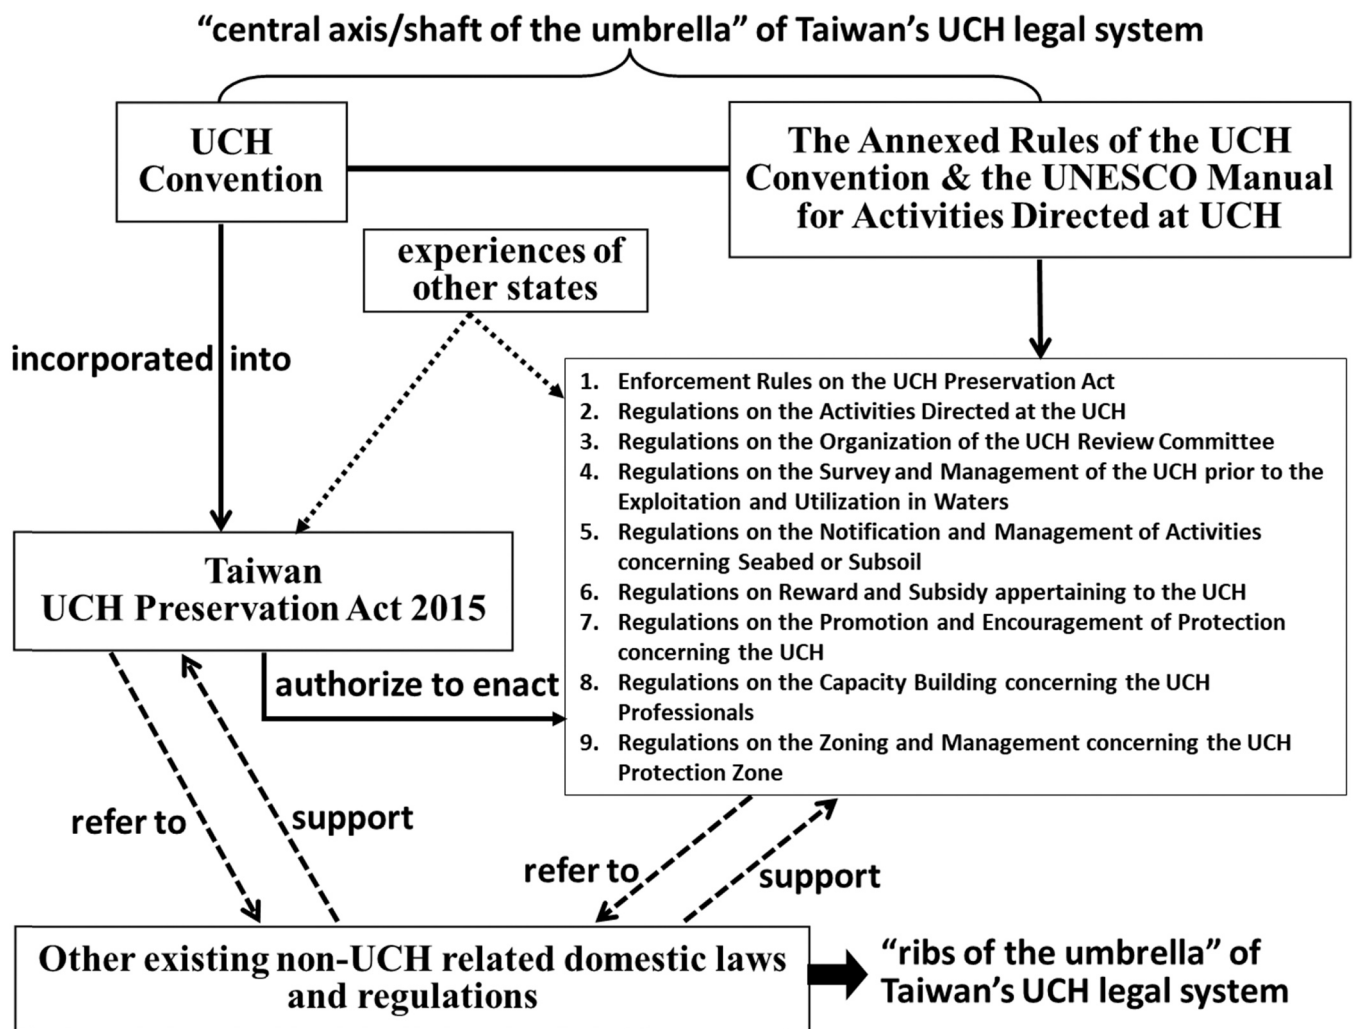 “central axis/shaft of the umbrella” of Taiwan’s UCH legal system
UCH
Convention
The Annexed Rules of the UCH
Convention & the UNESCO Manual
for Activities Directed at UCH
experiences of
other states
incorporated into
1. Enforcement Rules on the UCH Preservation Act
2. Regulations on the Activities Directed at the UCH
3. Regulations on the Organization of the UCH Review Committee
4. Regulations on the Survey and Management of the UCH prior to the
Exploitation and Utilization in Waters
5. Regulations on the Notification and Management of Activities
concerning Seabed or Subsoil
6. Regulations on Reward and Subsidy appertaining to the UCH
7. Regulations on the Promotion and Encouragement of Protection
concerning the UCH
8. Regulations on the Capacity Building concerning the UCH
Professionals
9. Regulations on the Zoning and Management concerning the UCH
Protection Zone
Taiwan
UCH Preservation Act 2015
authorize to enact
refer to
support
refer to
support
Other existing non-UCH related domestic laws
and regulations
“ribs of the umbrella” of
Taiwan’s UCH legal system